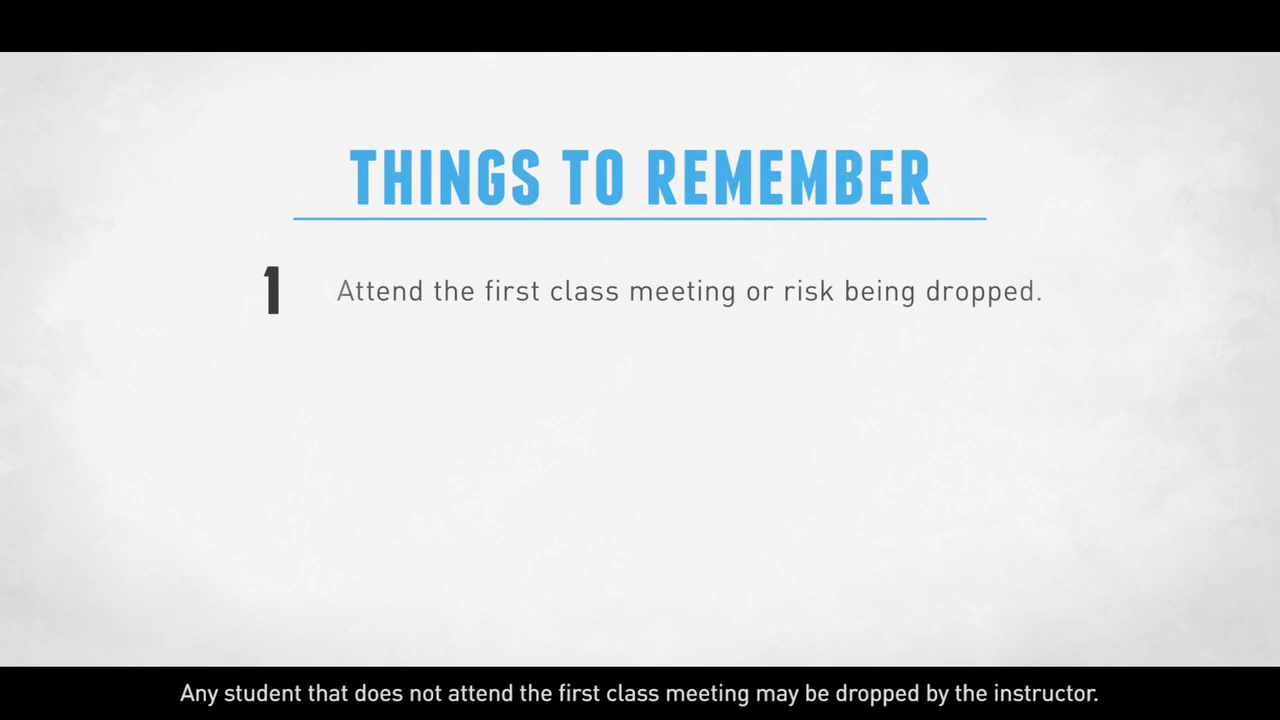 THINGS TO REMEMBER
1 Attend the first class meeting or risk being dropped.
Any student that does not attend the first class meeting may be dropped by the instructor.